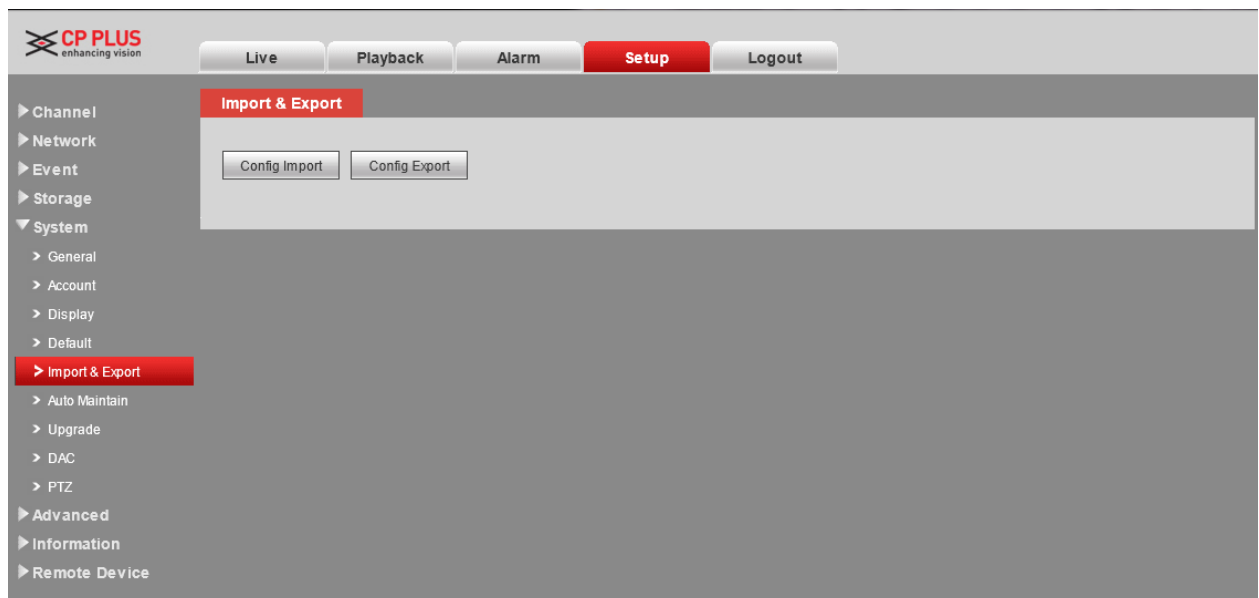 CP PLUS
enhancing vision
Live Playback Alarm Setup Logout
Channel
Network
Event
Storage
System
General
Account
Display
Default
Import & Export
Auto Maintain
Upgrade
DAC
PTZ
Advanced
Information
Remote Device
Import & Export
Config Import Config Export